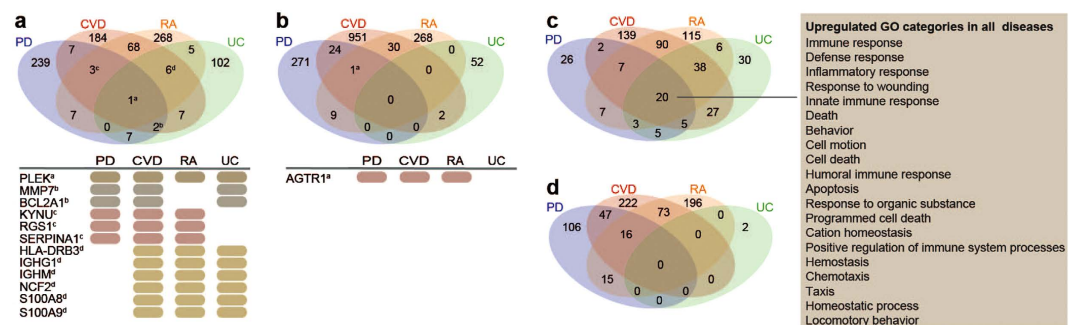 a
CVD
RA
PD
UC
184
268
7
68
5
239
3ᶜ
6ᵈ
102
1ᵃ
7
7
0
2ᵇ
7
PD CVD RA UC
PLEKᵃ
MMP7ᵇ
BCL2A1ᵇ
KYNUᶜ
RGS1ᶜ
SERPINA1ᶜ
HLA-DRB3ᵈ
IGHG1ᵈ
IGHMᵈ
NCF2ᵈ
S100A8ᵈ
S100A9ᵈ
b
CVD
RA
PD
UC
951
268
24
30
0
271
1ᵃ
0
52
0
9
2
0
0
0
PD CVD RA UC
AGTR1ᵃ
c
CVD
RA
PD
UC
139
115
2
90
6
26
7
38
30
20
7
27
3
5
5
d
CVD
RA
PD
UC
222
196
47
73
0
106
16
0
2
0
15
0
0
0
0
Upregulated GO categories in all diseases
Immune response
Defense response
Inflammatory response
Response to wounding
Innate immune response
Death
Behavior
Cell motion
Cell death
Humoral immune response
Apoptosis
Response to organic substance
Programmed cell death
Cation homeostasis
Positive regulation of immune system processes
Hemostasis
Chemotaxis
Taxis
Homeostatic process
Locomotory behavior